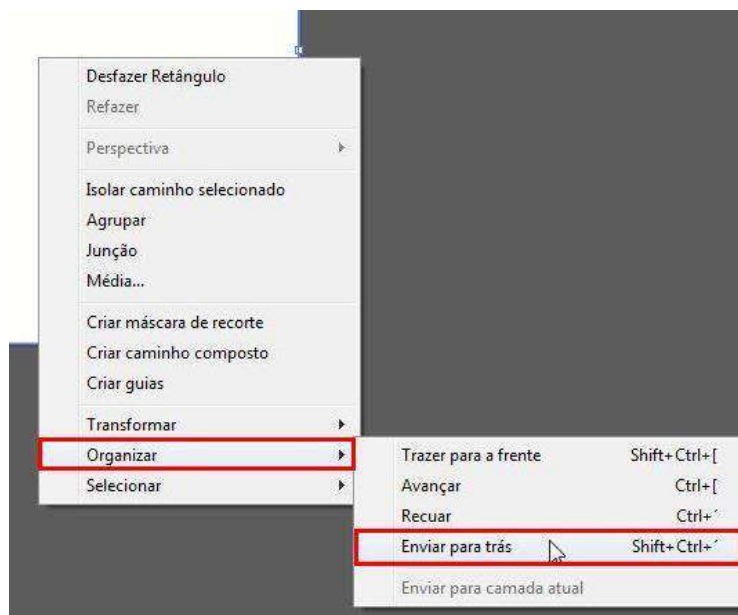 Desfazer Retângulo
Refazer
Perspectiva
Isolar caminho selecionado
Agrupar
Junção
Média...
Criar máscara de recorte
Criar caminho composto
Criar guias
Transformar
Organizar
Selecionar
Trazer para a frente Shift+Ctrl+[
Avançar Ctrl+[
Recuar Ctrl+´
Enviar para trás Shift+Ctrl+´
Enviar para camada atual